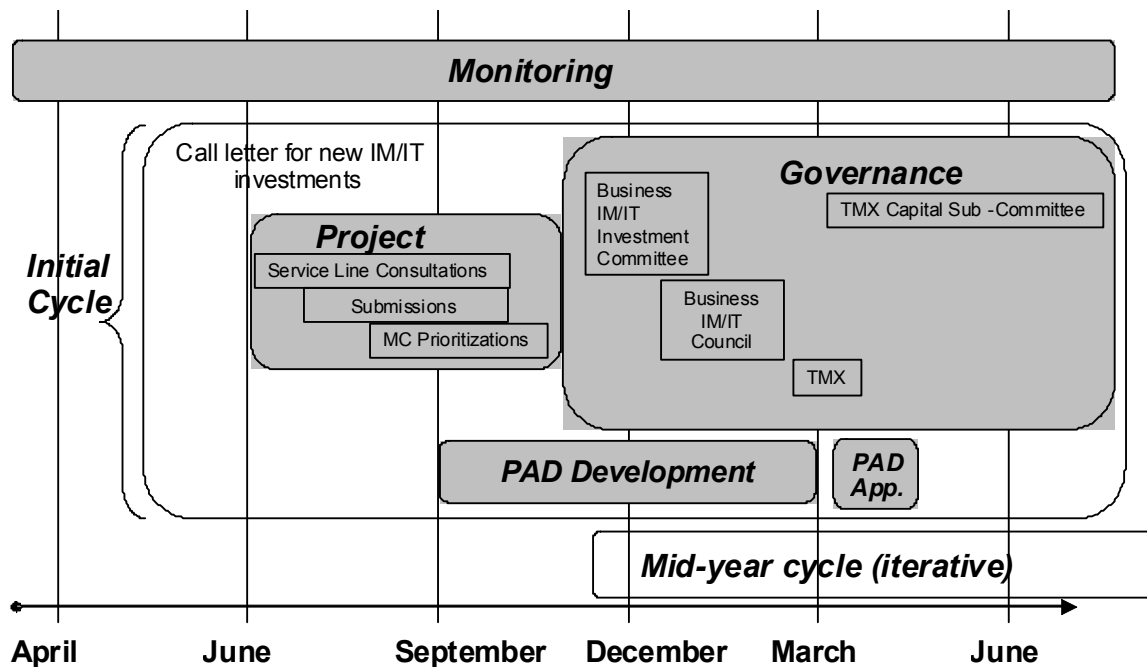 Monitoring
Call letter for new IM/IT
investments
Governance
Business
IM/IT
Investment
Committee
TMX Capital Sub -Committee
Project
Service Line Consultations
Submissions
MC Prioritizations
Initial
Cycle
Business
IM/IT
Council
TMX
PAD Development
PAD
App.
Mid-year cycle (iterative)
April June September December March June